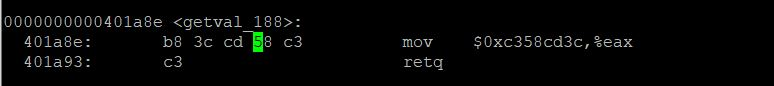 0000000000401a8e <getval_188>:
401a8e: b8 3c cd 58 c3 mov $0xc358cd3c,%eax
401a93: c3 retq